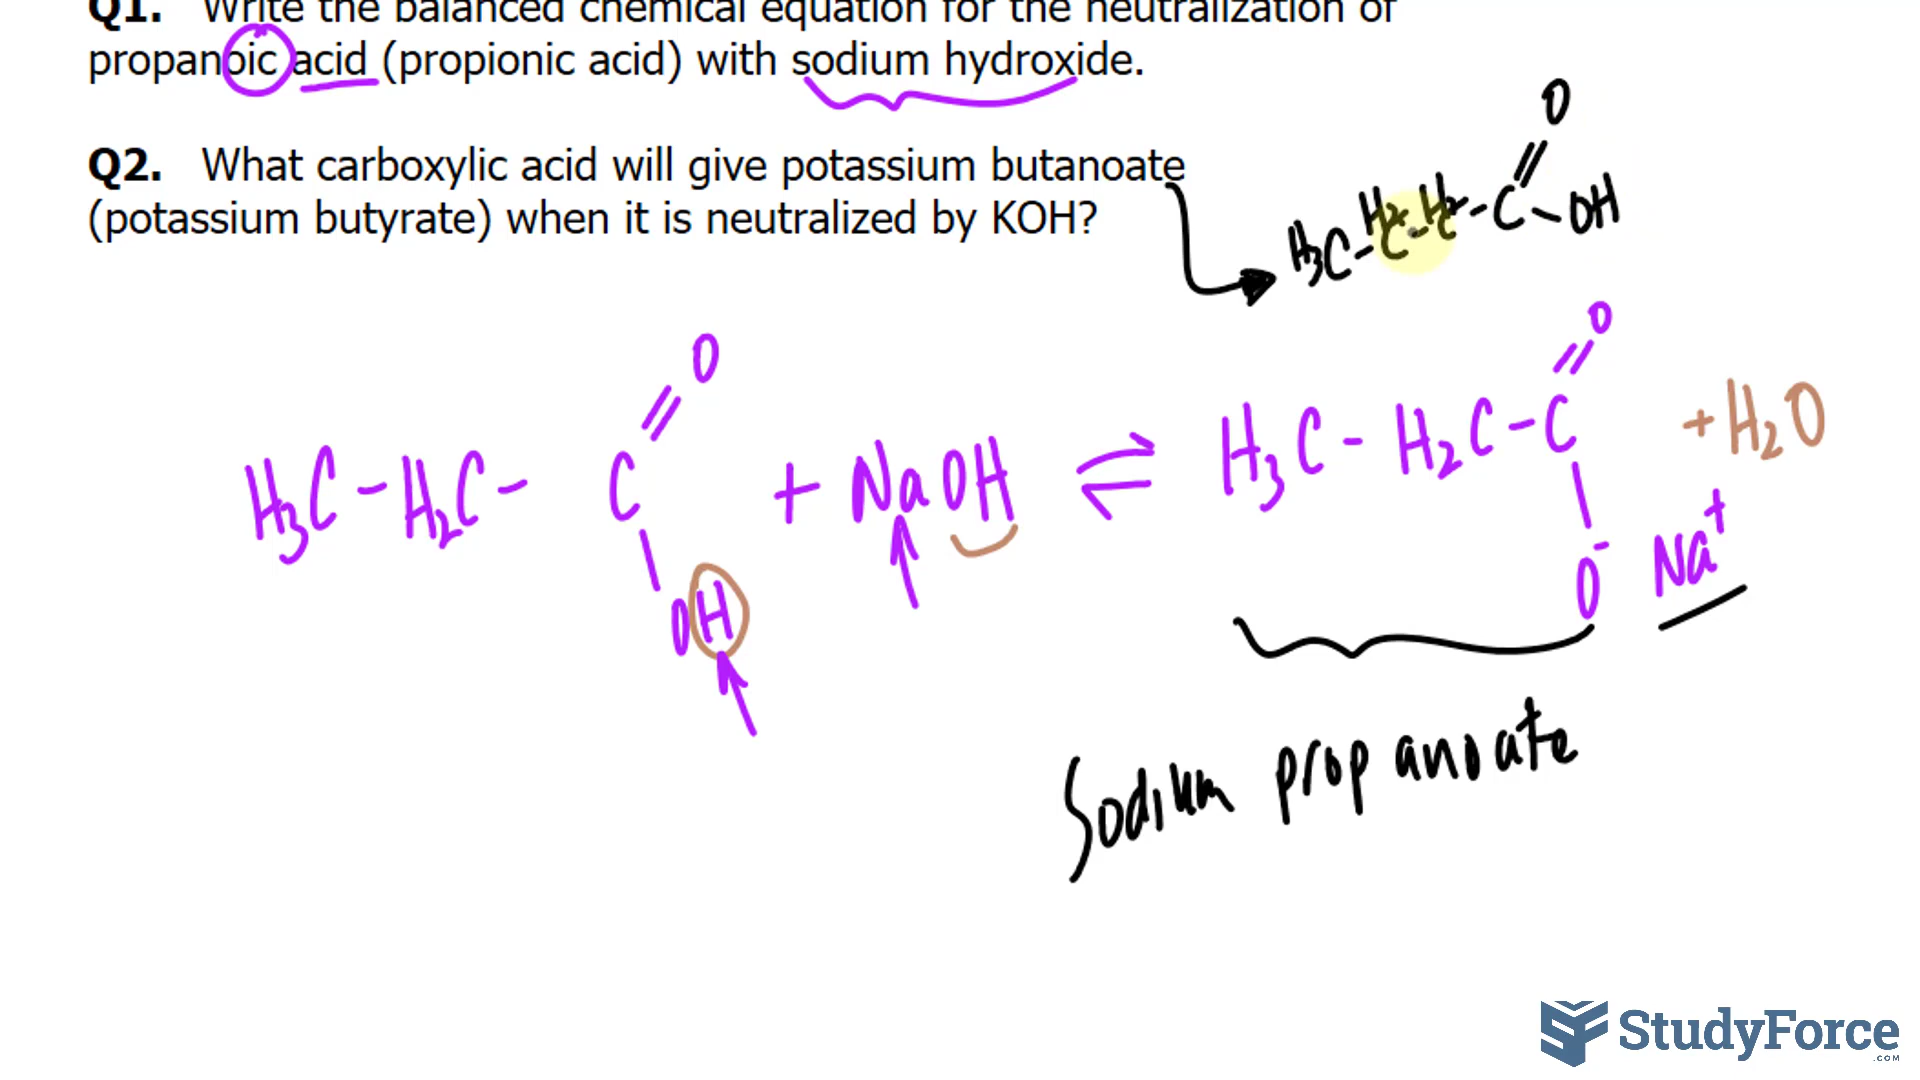 Q1. Write the balanced chemical equation for the neutralization of
propanoic acid (propionic acid) with sodium hydroxide.
Q2. What carboxylic acid will give potassium butanoate
(potassium butyrate) when it is neutralized by KOH?
O
H3C-H2C-H2C-C-OH
O
O
H3C-H2C-C + NaOH ⇌ H3C-H2C-C + H2O
OH
O⁻ Na⁺
Sodium propanoate
StudyForce
.COM